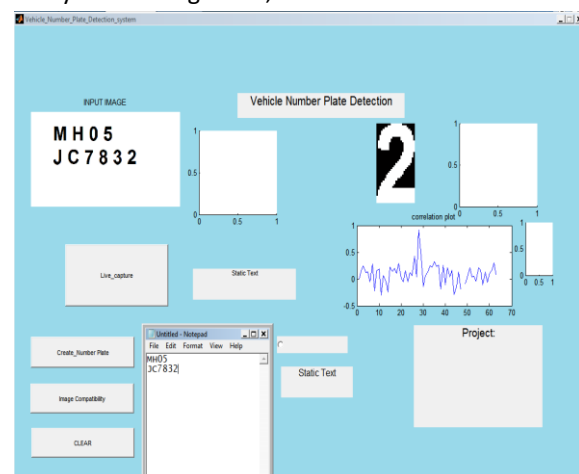 Vehicle_Number_Plate_Detection_system
INPUT IMAGE
Vehicle Number Plate Detection
MH05
JC7832
1
0.5
0
0 0.5 1
2
1
0.5
0
0 0.5 1
correlation plot
1
0.5
0
-0.5
0 10 20 30 40 50 60 70
1
0.5
0
0 0.5 1
Live_capture
Static Text
Create_Number Plate
Image Compatibility
CLEAR
Untitled - Notepad
File Edit Format View Help
MH05
JC7832
Static Text
Project: